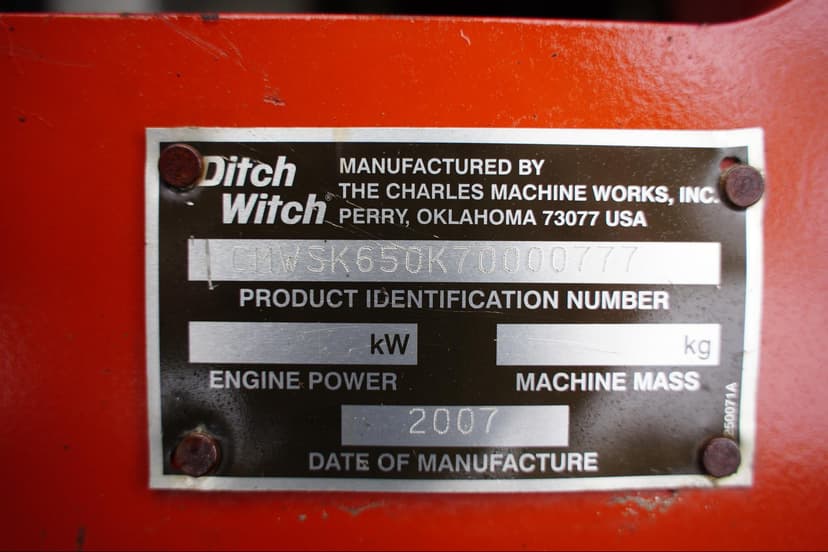 Ditch
Witch®
MANUFACTURED BY
THE CHARLES MACHINE WORKS, INC.
PERRY, OKLAHOMA 73077 USA
CMWSK650K70000777
PRODUCT IDENTIFICATION NUMBER
kW
kg
ENGINE POWER
MACHINE MASS
2007
DATE OF MANUFACTURE